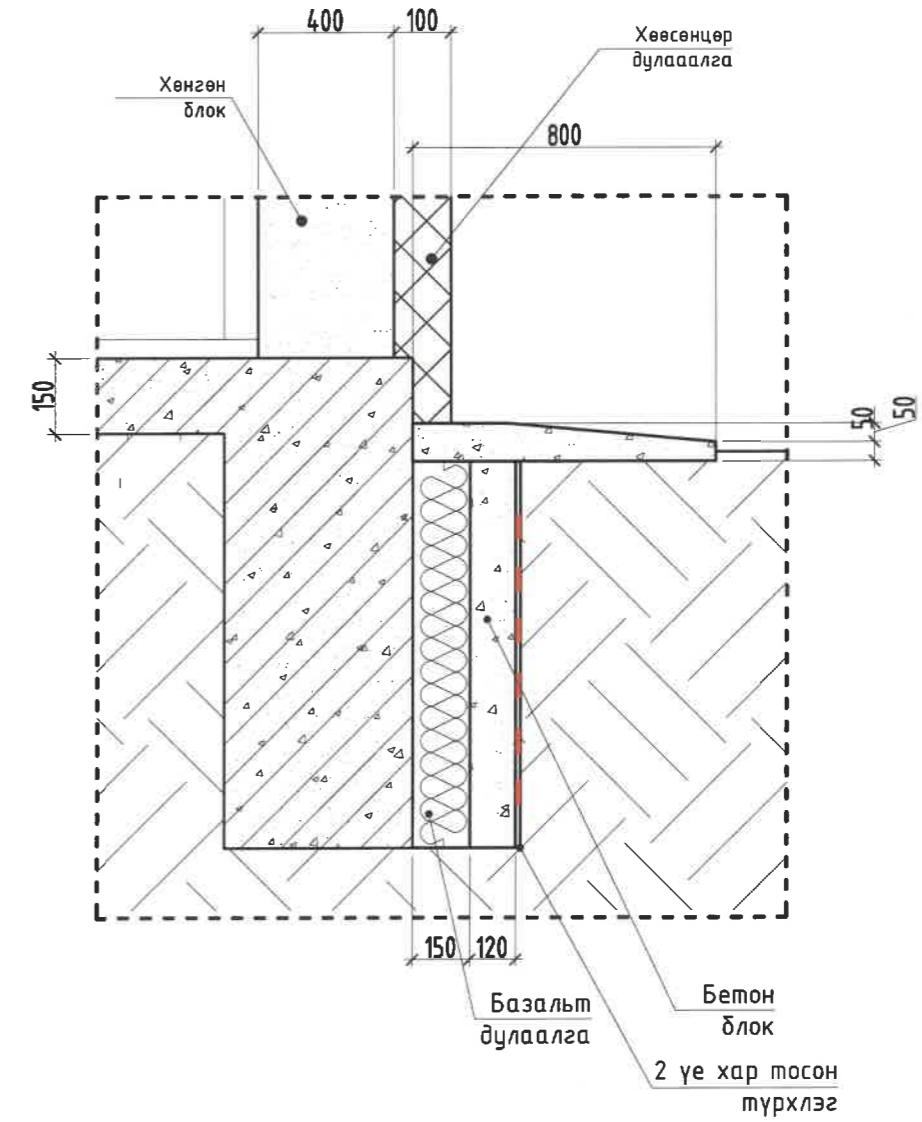 400
100
Хөөсөнцөр
дулааалга
Хөнгөн
блок
800
150
50
50
150
120
Базальт
дулаалга
Бетон
блок
2 үе хар тосон
түрхлэг